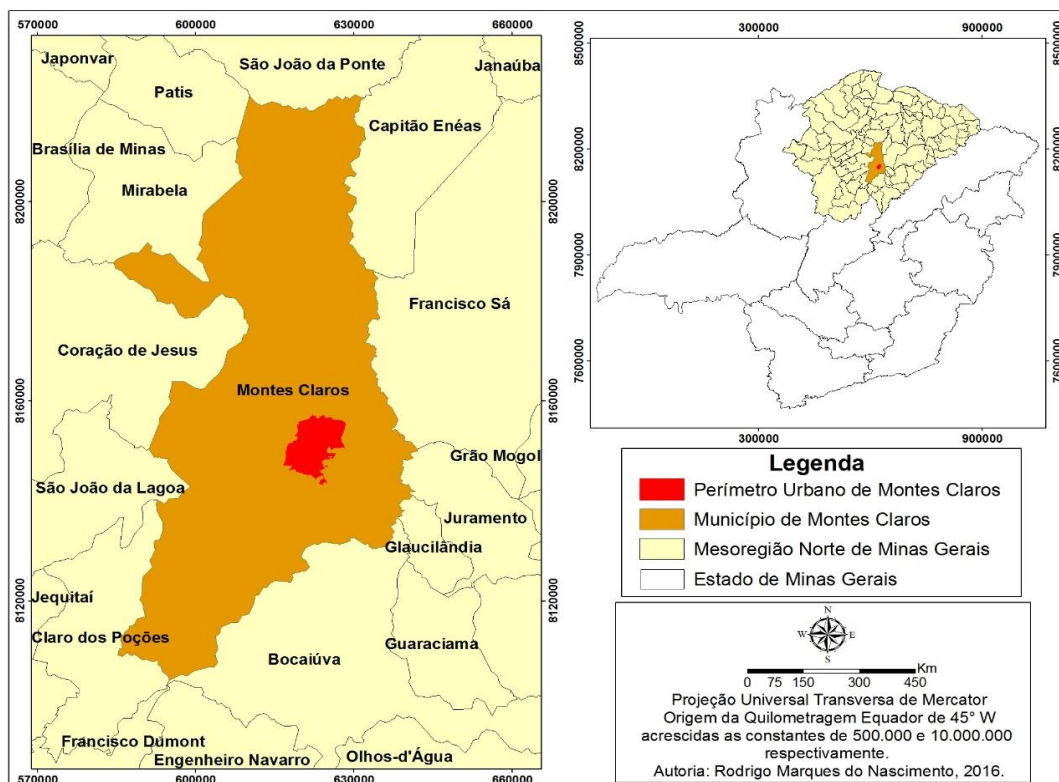 570000 600000 630000 660000
Japonvar
São João da Ponte
Janaúba
Patis
Capitão Enéas
Brasília de Minas
Mirabela
8200000
8200000
Francisco Sá
Coração de Jesus
Montes Claros
8160000
8160000
Grão Mogol
São João da Lagoa
Juramento
Glaucilândia
8120000
8120000
Jequitaí
Claro dos Poções
Guaraciama
Bocaiúva
Francisco Dumont
Engenheiro Navarro
Olhos-d'Água
570000 600000 630000 660000
300000 900000
8500000
8500000
8200000
8200000
7900000
7900000
7600000
7600000
300000 900000
Legenda
Perímetro Urbano de Montes Claros
Município de Montes Claros
Mesoregião Norte de Minas Gerais
Estado de Minas Gerais
N
W E
S
Km
0 75 150 300 450
Projeção Universal Transversa de Mercator
Origem da Quilometragem Equador de 45° W
acrescidas as constantes de 500.000 e 10.000.000
respectivamente.
Autoria: Rodrigo Marques do Nascimento, 2016.